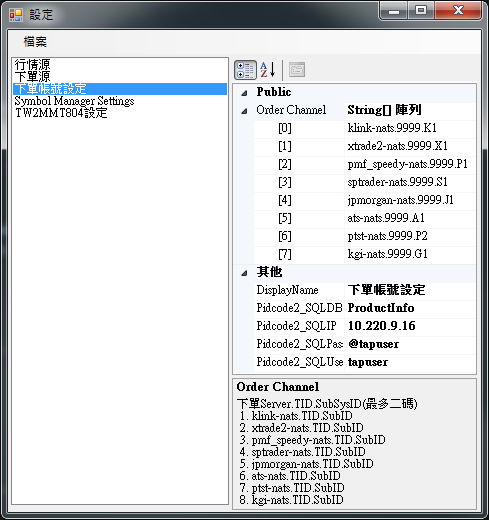 設定
檔案
行情源
下單源
下單帳號設定
Symbol Manager Settings
TW2MMT804設定
Public
Order Channel String[] 陣列
[0] klink-nats.9999.K1
[1] xtrade2-nats.9999.X1
[2] pmf_speedy-nats.9999.P1
[3] sptrader-nats.9999.S1
[4] jpmorgan-nats.9999.J1
[5] ats-nats.9999.A1
[6] ptst-nats.9999.P2
[7] kgi-nats.9999.G1
其他
DisplayName 下單帳號設定
Pidcode2_SQLDB ProductInfo
Pidcode2_SQLIP 10.220.9.16
Pidcode2_SQLPas @tapuser
Pidcode2_SQLUse tapuser
Order Channel
下單Server.TID.SubSysID(最多二碼)
1. klink-nats.TID.SubID
2. xtrade2-nats.TID.SubID
3. pmf_speedy-nats.TID.SubID
4. sptrader-nats.TID.SubID
5. jpmorgan-nats.TID.SubID
6. ats-nats.TID.SubID
7. ptst-nats.TID.SubID
8. kgi-nats.TID.SubID